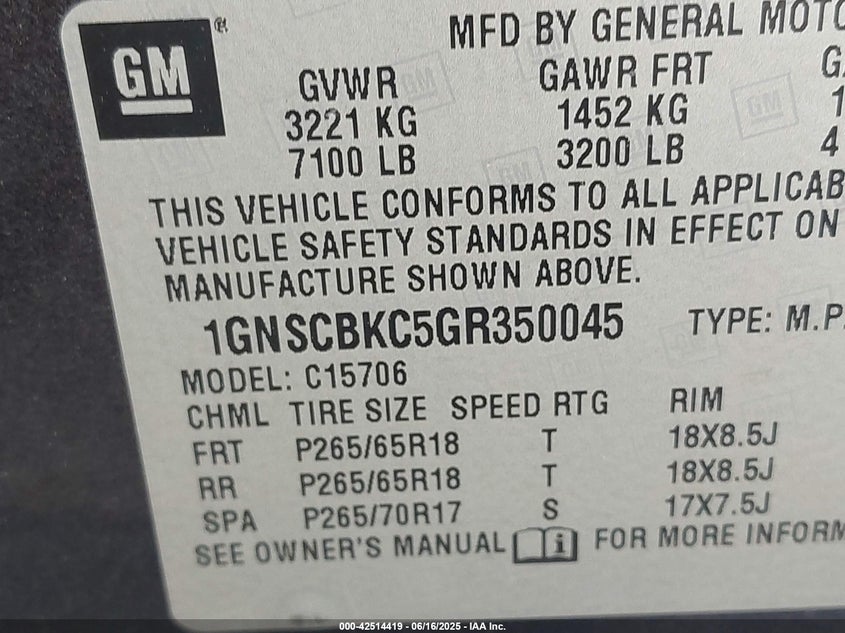 GM ®
MFD BY GENERAL MOTO
GVWR GAWR FRT G
3221 KG 1452 KG 1
7100 LB 3200 LB 4
THIS VEHICLE CONFORMS TO ALL APPLICAB
VEHICLE SAFETY STANDARDS IN EFFECT ON
MANUFACTURE SHOWN ABOVE.
1GNSCBKC5GR350045 TYPE: M.P.
MODEL: C15706
CHML TIRE SIZE SPEED RTG RIM
FRT P265/65R18 T 18X8.5J
RR P265/65R18 T 18X8.5J
SPA P265/70R17 S 17X7.5J
SEE OWNER'S MANUAL i FOR MORE INFORM
000-42514419 - 06/16/2025 - IAA Inc.